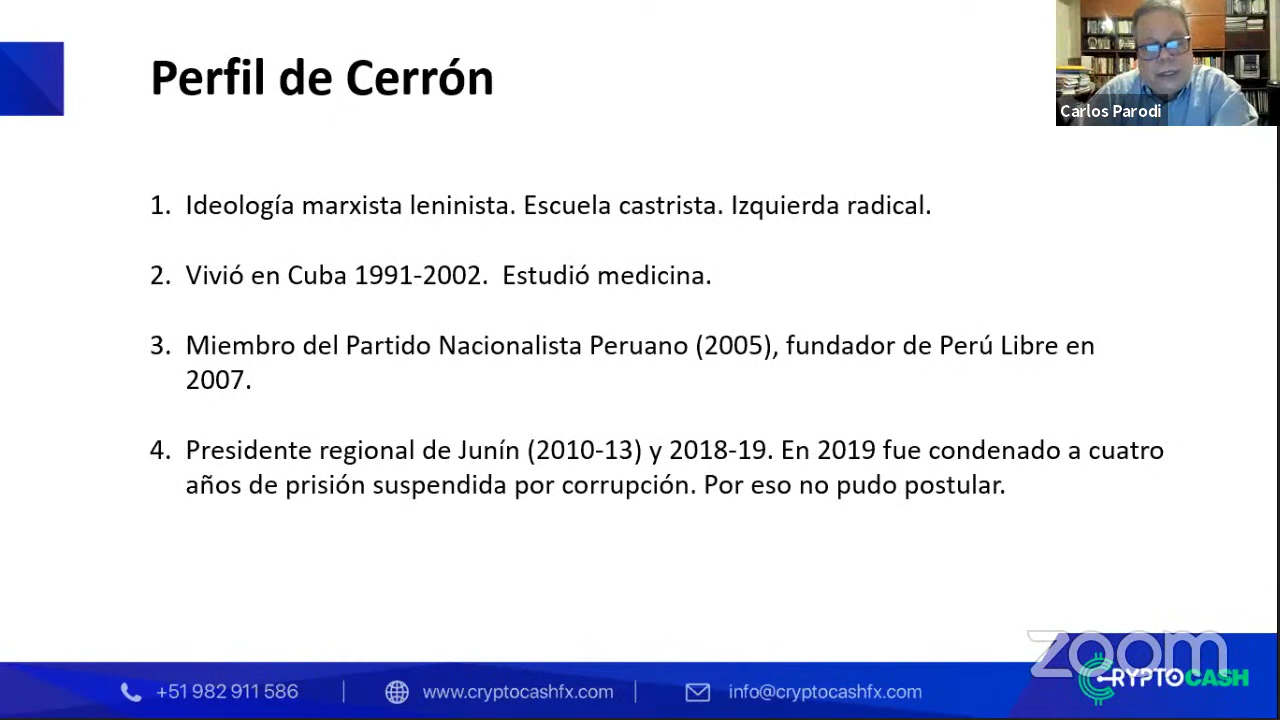 Perfil de Cerrón
Carlos Parodi
1. Ideología marxista leninista. Escuela castrista. Izquierda radical.
2. Vivió en Cuba 1991-2002.  Estudió medicina.
3. Miembro del Partido Nacionalista Peruano (2005), fundador de Perú Libre en
2007.
4. Presidente regional de Junín (2010-13) y 2018-19. En 2019 fue condenado a cuatro
años de prisión suspendida por corrupción. Por eso no pudo postular.
zoom
+51 982 911 586 | www.cryptocashfx.com | info@cryptocashfx.com
CRYPTOCASH